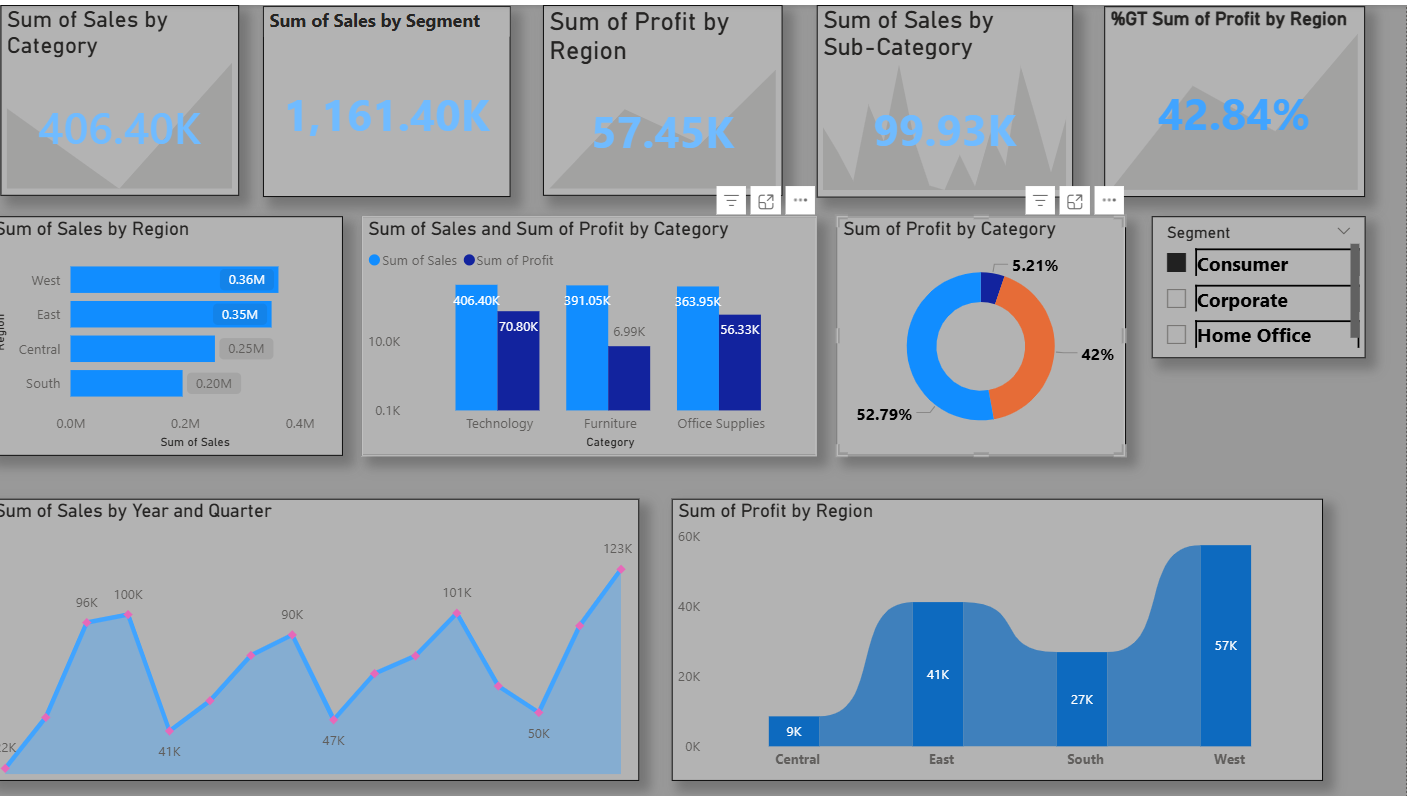 Sum of Sales by
Category
406.40K
Sum of Sales by Segment
1,161.40K
Sum of Profit by
Region
57.45K
Sum of Sales by
Sub-Category
99.93K
%GT Sum of Profit by Region
42.84%
Sum of Sales by Region
Region
West
0.36M
East
0.35M
Central
0.25M
South
0.20M
0.0M
0.2M
0.4M
Sum of Sales
Sum of Sales and Sum of Profit by Category
Sum of Sales
Sum of Profit
10.0K
0.1K
406.40K
70.80K
391.05K
6.99K
363.95K
56.33K
Technology
Furniture
Office Supplies
Category
Sum of Profit by Category
5.21%
42%
52.79%
Segment
Consumer
Corporate
Home Office
Sum of Sales by Year and Quarter
22K
96K
100K
41K
90K
47K
101K
50K
123K
Sum of Profit by Region
60K
40K
20K
0K
9K
41K
27K
57K
Central
East
South
West